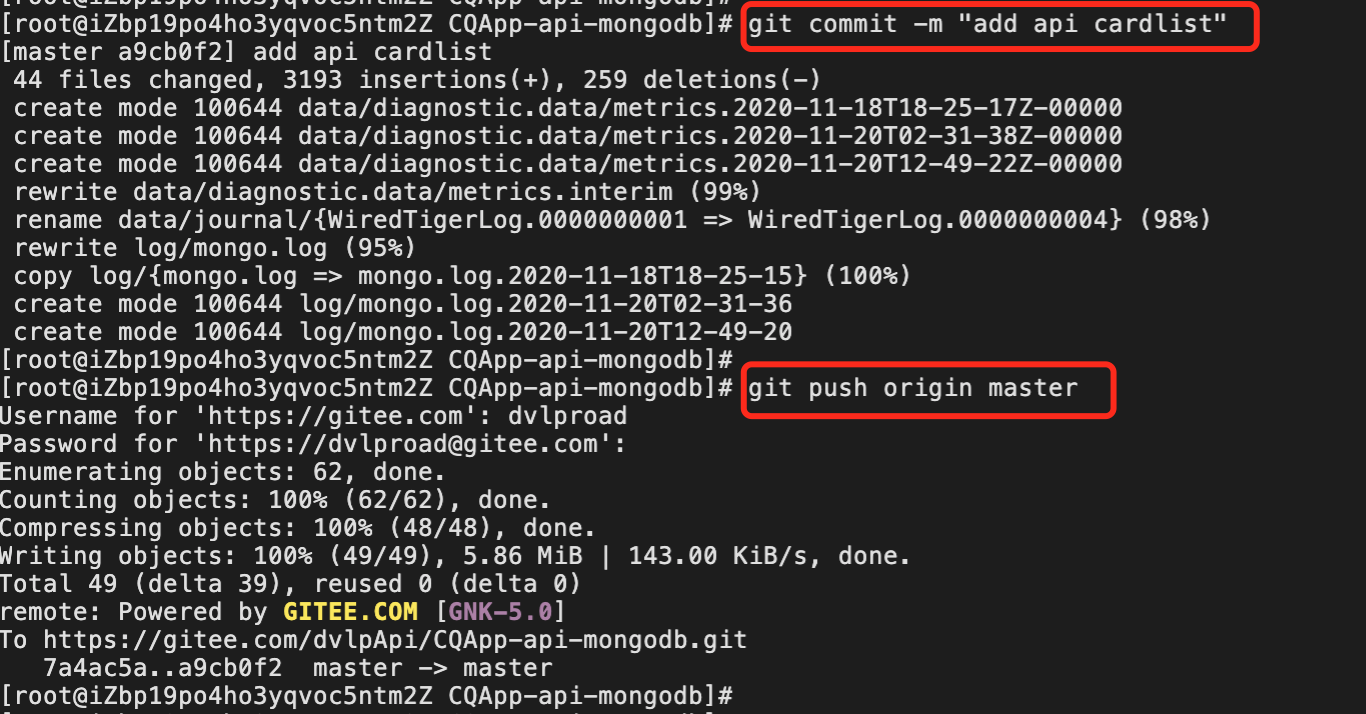 [root@iZbp19po4ho3yqvoc5ntm2Z CQApp-api-mongodb]#
[root@iZbp19po4ho3yqvoc5ntm2Z CQApp-api-mongodb]# git commit -m "add api cardlist"
[master a9cb0f2] add api cardlist
 44 files changed, 3193 insertions(+), 259 deletions(-)
 create mode 100644 data/diagnostic.data/metrics.2020-11-18T18-25-17Z-00000
 create mode 100644 data/diagnostic.data/metrics.2020-11-20T02-31-38Z-00000
 create mode 100644 data/diagnostic.data/metrics.2020-11-20T12-49-22Z-00000
 rewrite data/diagnostic.data/metrics.interim (99%)
 rename data/journal/{WiredTigerLog.0000000001 => WiredTigerLog.0000000004} (98%)
 rewrite log/mongo.log (95%)
 copy log/{mongo.log => mongo.log.2020-11-18T18-25-15} (100%)
 create mode 100644 log/mongo.log.2020-11-20T02-31-36
 create mode 100644 log/mongo.log.2020-11-20T12-49-20
[root@iZbp19po4ho3yqvoc5ntm2Z CQApp-api-mongodb]#
[root@iZbp19po4ho3yqvoc5ntm2Z CQApp-api-mongodb]# git push origin master
Username for 'https://gitee.com': dvlproad
Password for 'https://dvlproad@gitee.com':
Enumerating objects: 62, done.
Counting objects: 100% (62/62), done.
Compressing objects: 100% (48/48), done.
Writing objects: 100% (49/49), 5.86 MiB | 143.00 KiB/s, done.
Total 49 (delta 39), reused 0 (delta 0)
remote: Powered by GITEE.COM [GNK-5.0]
To https://gitee.com/dvlpApi/CQApp-api-mongodb.git
   7a4ac5a..a9cb0f2  master -> master
[root@iZbp19po4ho3yqvoc5ntm2Z CQApp-api-mongodb]#